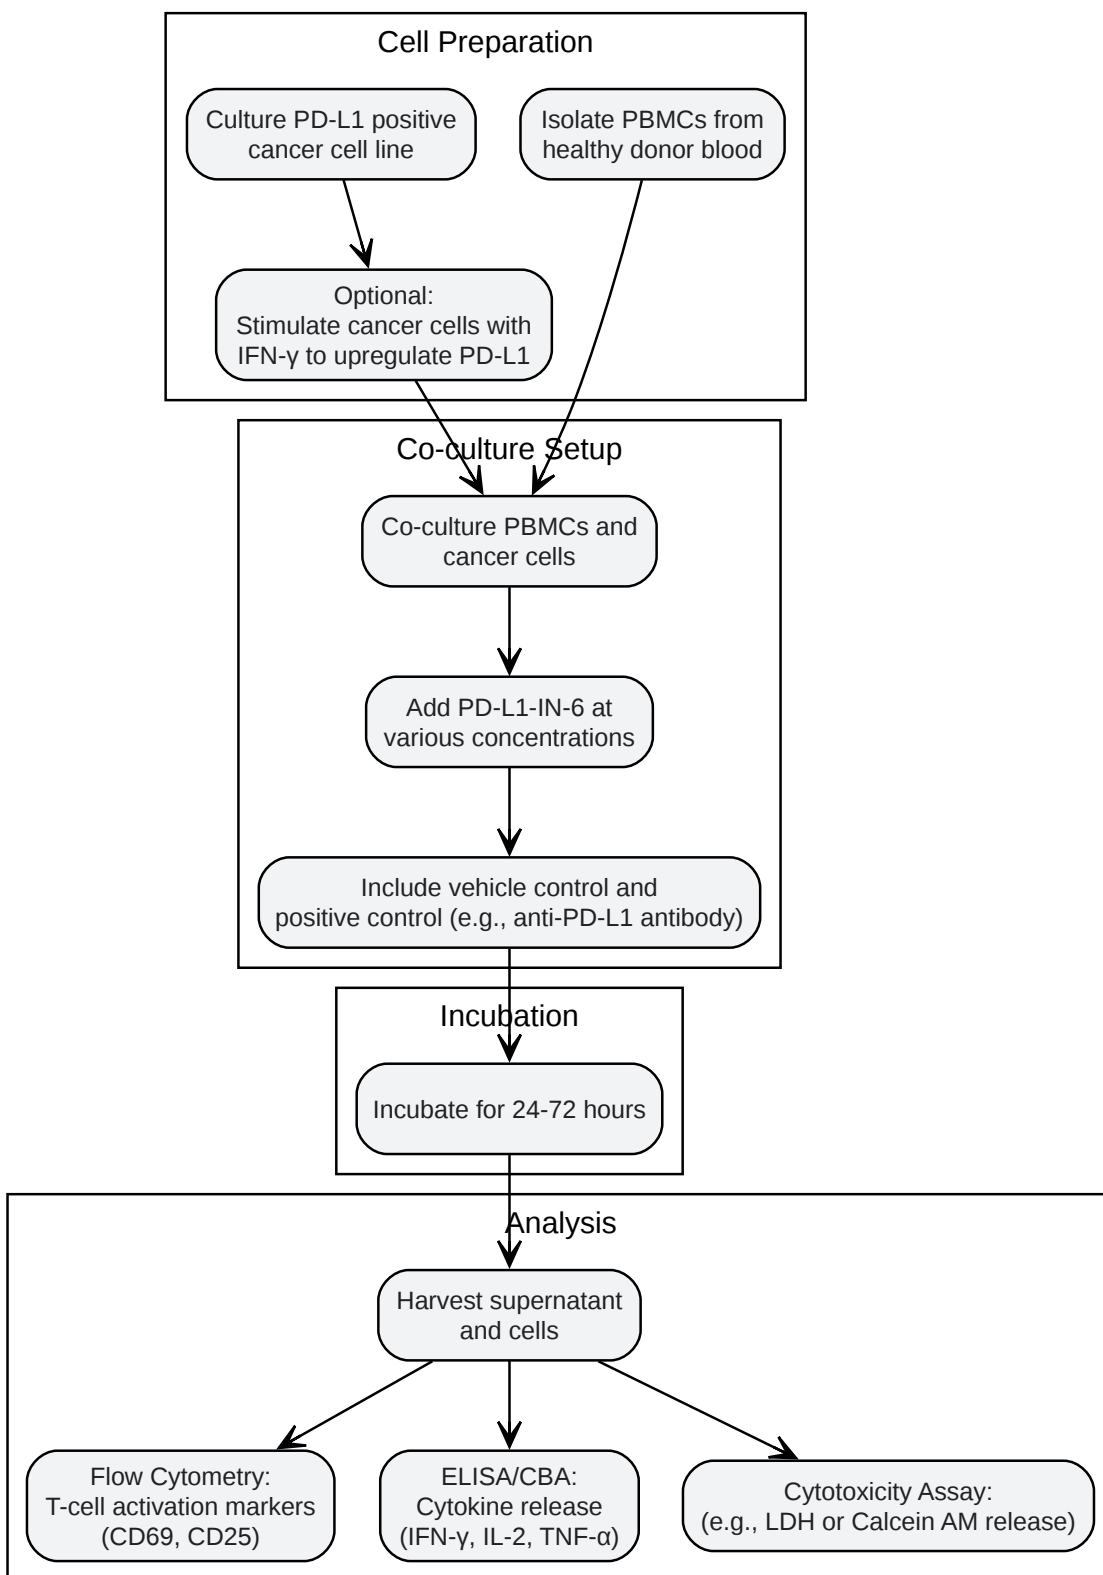 Cell Preparation
Culture PD-L1 positive
cancer cell line
Isolate PBMCs from
healthy donor blood
Optional:
Stimulate cancer cells with
IFN-γ to upregulate PD-L1
Co-culture Setup
Co-culture PBMCs and
cancer cells
Add PD-L1-IN-6 at
various concentrations
Include vehicle control and
positive control (e.g., anti-PD-L1 antibody)
Incubation
Incubate for 24-72 hours
Analysis
Harvest supernatant
and cells
Flow Cytometry:
T-cell activation markers
(CD69, CD25)
ELISA/CBA:
Cytokine release
(IFN-γ, IL-2, TNF-α)
Cytotoxicity Assay:
(e.g., LDH or Calcein AM release)